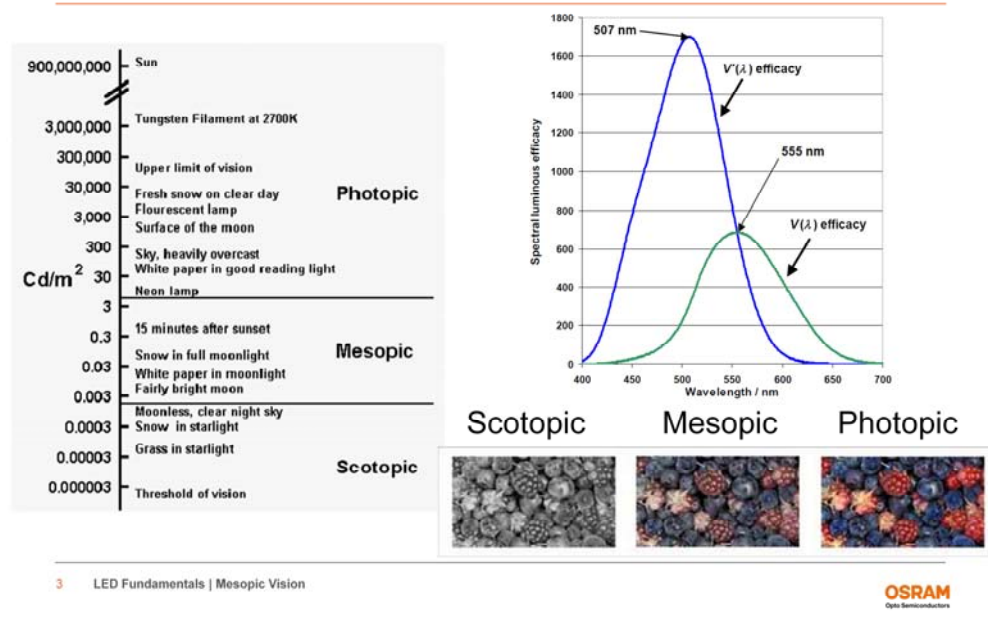 900,000,000
Sun
3,000,000
Tungsten Filament at 2700K
300,000
Upper limit of vision
30,000
Fresh snow on clear day
Photopic
Flourescent lamp
3,000
Surface of the moon
300
Sky, heavily overcast
White paper in good reading light
Cd/m²
30
Neon lamp
3
15 minutes after sunset
0.3
Snow in full moonlight
Mesopic
0.03
White paper in moonlight
Fairly bright moon
0.003
Moonless, clear night sky
0.0003
Snow in starlight
Grass in starlight
0.00003
Scotopic
0.000003
Threshold of vision
1800
1600
1400
1200
1000
800
600
400
200
0
Spectral luminous efficacy
507 nm
V'(λ) efficacy
555 nm
V(λ) efficacy
400 450 500 550 600 650 700
Wavelength / nm
Scotopic Mesopic Photopic
3 LED Fundamentals | Mesopic Vision
OSRAM
Opto Semiconductors